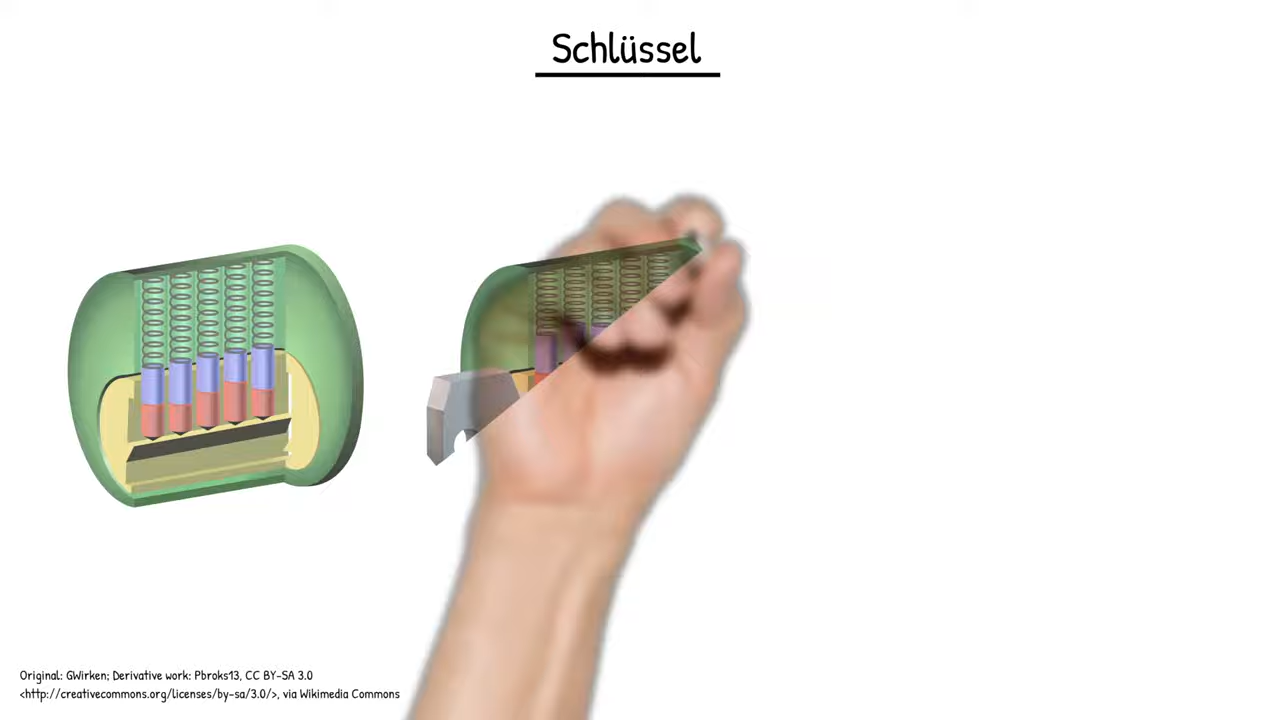 Schlüssel
Original: GWirken; Derivative work: Pbroks13, CC BY-SA 3.0
<http://creativecommons.org/licenses/by-sa/3.0/>, via Wikimedia Commons